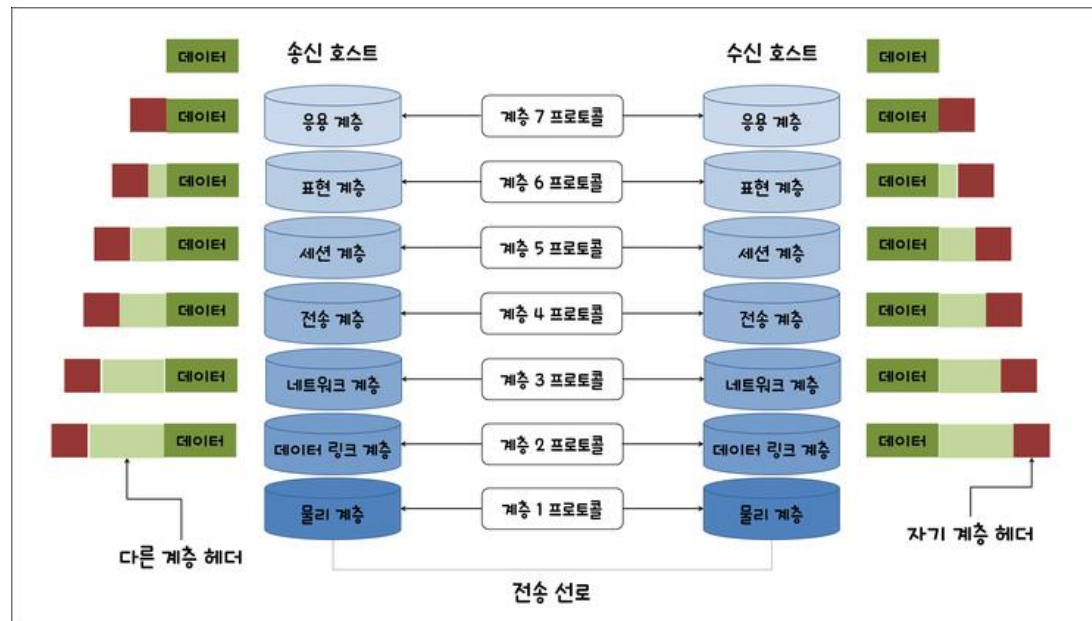 송신 호스트
수신 호스트
데이터
데이터
데이터
응용 계층
계층 7 프로토콜
응용 계층
데이터
데이터
표현 계층
계층 6 프로토콜
표현 계층
데이터
데이터
세션 계층
계층 5 프로토콜
세션 계층
데이터
데이터
전송 계층
계층 4 프로토콜
전송 계층
데이터
데이터
네트워크 계층
계층 3 프로토콜
네트워크 계층
데이터
데이터
데이터 링크 계층
계층 2 프로토콜
데이터 링크 계층
데이터
물리 계층
계층 1 프로토콜
물리 계층
다른 계층 헤더
자기 계층 헤더
전송 선로